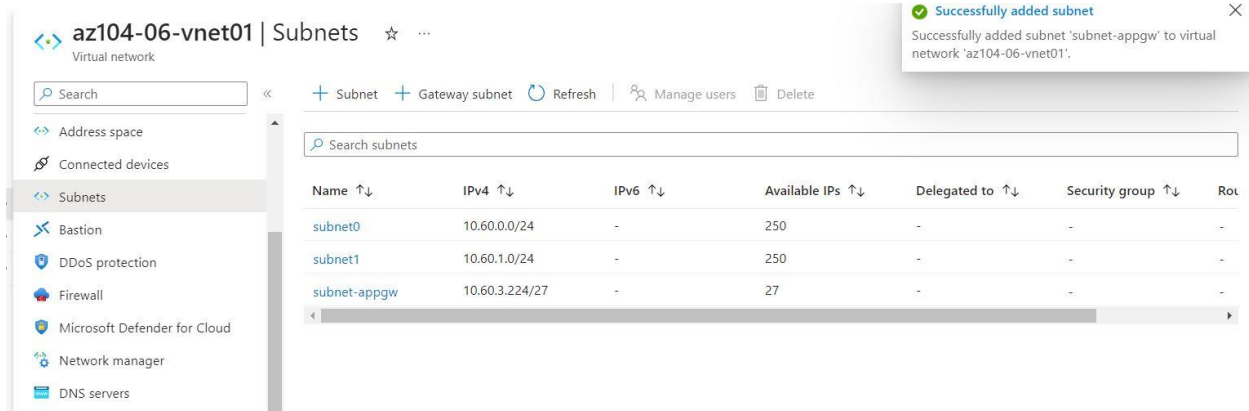 az104-06-vnet01 | Subnets ☆ ...
Virtual network
Successfully added subnet
Successfully added subnet 'subnet-appgw' to virtual
network 'az104-06-vnet01'.
Search «
+ Subnet + Gateway subnet Refresh Manage users Delete
Address space
Connected devices
Subnets
Bastion
DDoS protection
Firewall
Microsoft Defender for Cloud
Network manager
DNS servers
Search subnets
Name ↑↓ IPv4 ↑↓ IPv6 ↑↓ Available IPs ↑↓ Delegated to ↑↓ Security group ↑↓ Rou
subnet0 10.60.0.0/24 - 250 - - -
subnet1 10.60.1.0/24 - 250 - - -
subnet-appgw 10.60.3.224/27 - 27 - - -